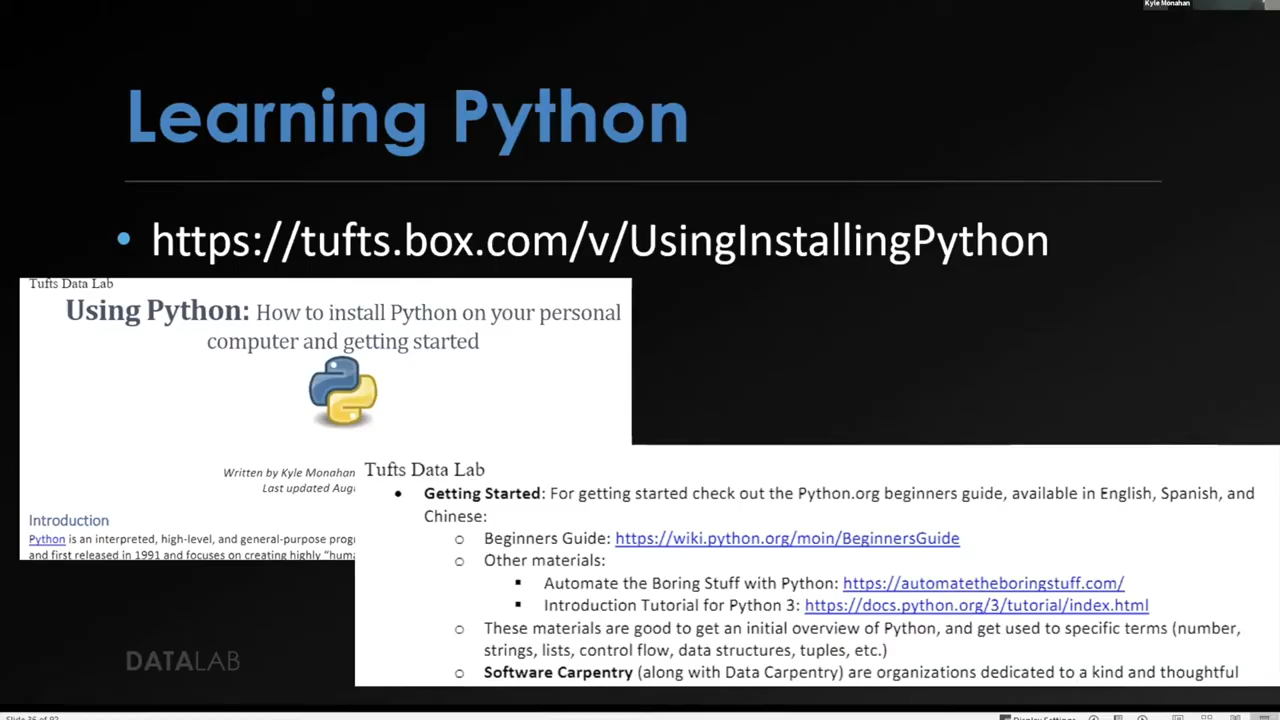 Kyle Monahan
Learning Python
• https://tufts.box.com/v/UsingInstallingPython
Tufts Data Lab
Using Python: How to install Python on your personal
computer and getting started
Written by Kyle Monahan
Last updated Aug
Introduction
Python is an interpreted, high-level, and general-purpose prog
and first released in 1991 and focuses on creating highly "huma
Tufts Data Lab
• Getting Started: For getting started check out the Python.org beginners guide, available in English, Spanish, and
Chinese:
o Beginners Guide: https://wiki.python.org/moin/BeginnersGuide
o Other materials:
▪ Automate the Boring Stuff with Python: https://automatetheboringstuff.com/
▪ Introduction Tutorial for Python 3: https://docs.python.org/3/tutorial/index.html
o These materials are good to get an initial overview of Python, and get used to specific terms (number,
strings, lists, control flow, data structures, tuples, etc.)
o Software Carpentry (along with Data Carpentry) are organizations dedicated to a kind and thoughtful
DATALAB
Slide 36 of 92
Display Settings